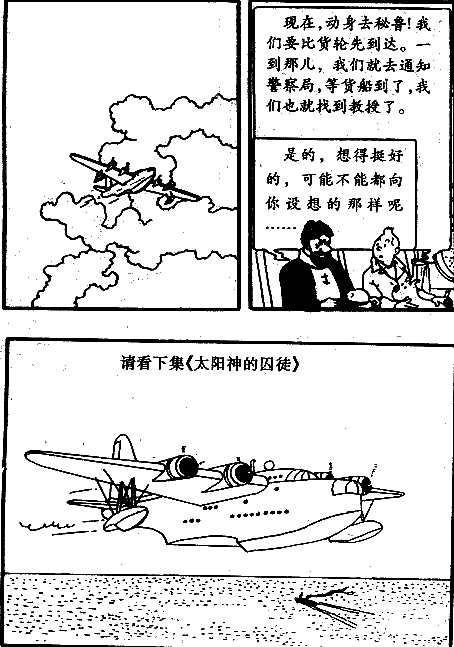 现在,动身去秘鲁!我
们要比货轮先到达。一
到那儿,我们就去通知
警察局,等货船到了,我
们也就找到教授了。
是的，想得挺好
的，可能不能都向
你设想的那样呢
……
请看下集《太阳神的囚徒》